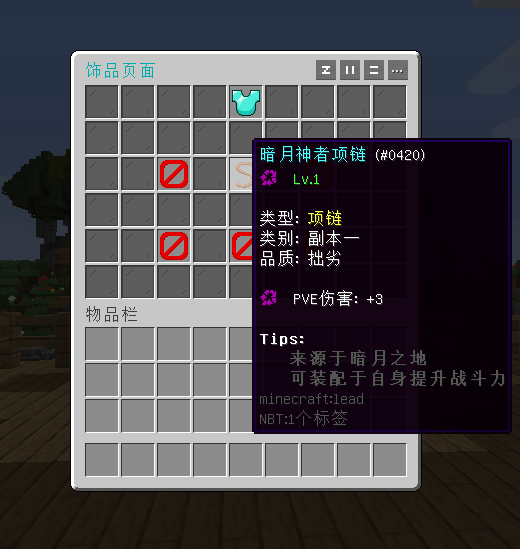 饰品页面
暗月神者项链 (#0420)
Lv.1
类型: 项链
类别: 副本一
品质: 拙劣
PVE伤害: +3
Tips:
来源于暗月之地
可装配于自身提升战斗力
minecraft:lead
NBT:1个标签
物品栏